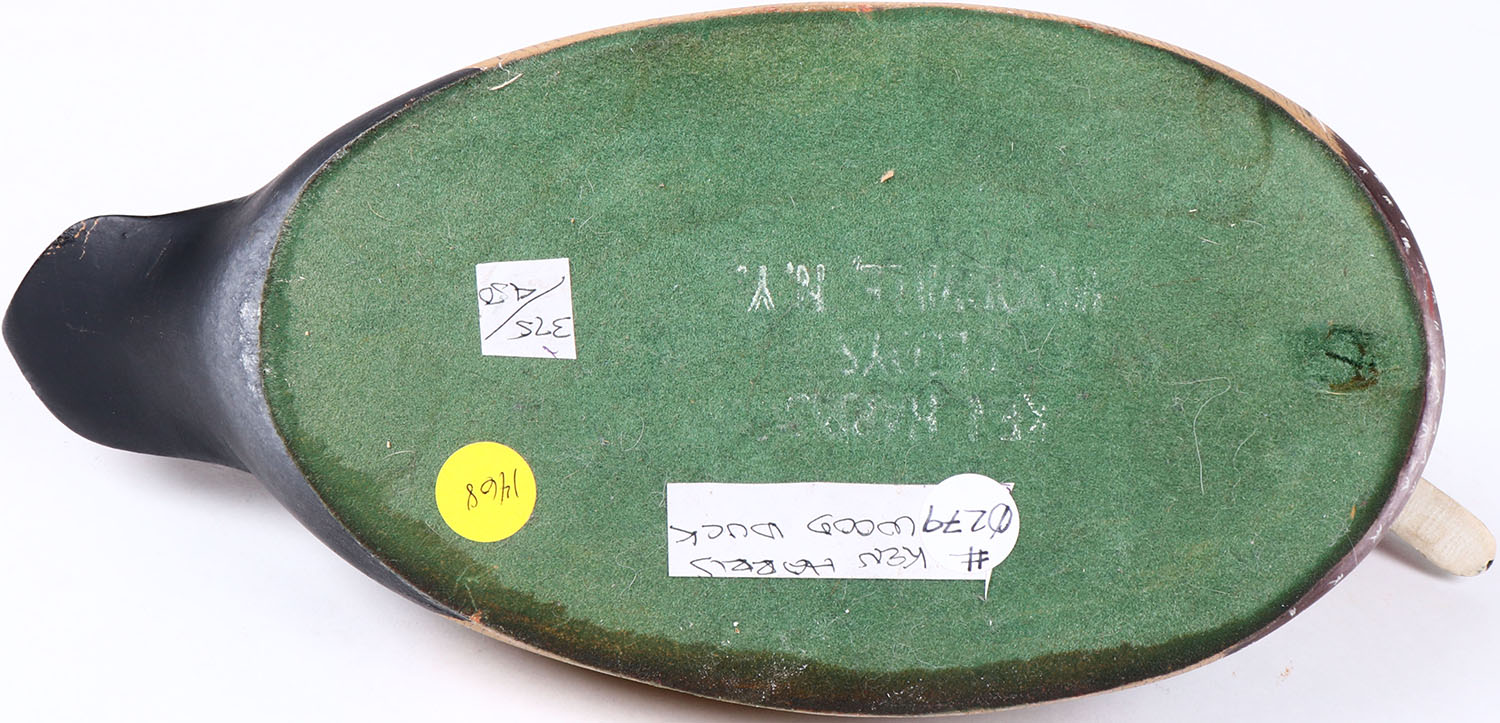 # KEN HARRIS
0279 WOOD DUCK
1468
KEN HARRIS
DECOYS
WOODVILLE, N.Y.
375/450